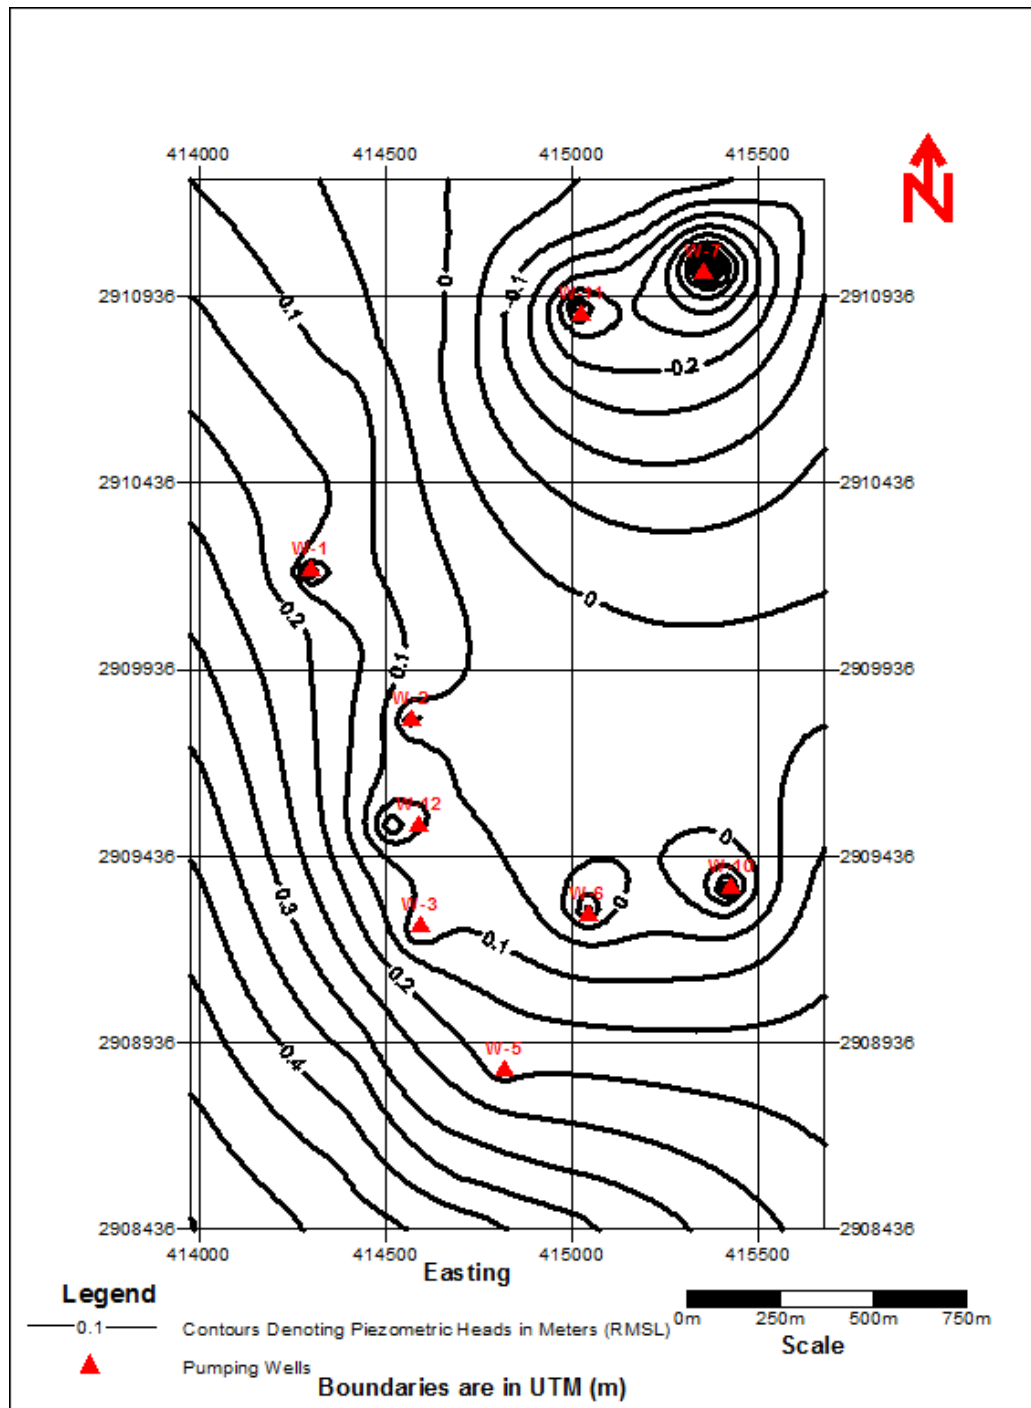 N
414000 414500 415000 415500
W-7
0.1
0
-0.1
W-11
2910936 2910936
-0.2
2910436 2910436
W-1
0.2
0
0.1
2909936 2909936
W-2
W-12
0
2909436 2909436
W-10
W-6
0
W-3
0.3
0.1
0.2
0.4
2908936 2908936
W-5
2908436 2908436
414000 414500 415000 415500
Easting
Legend
0.1 Contours Denoting Piezometric Heads in Meters (RMSL)
0m 250m 500m 750m
Scale
Pumping Wells
Boundaries are in UTM (m)